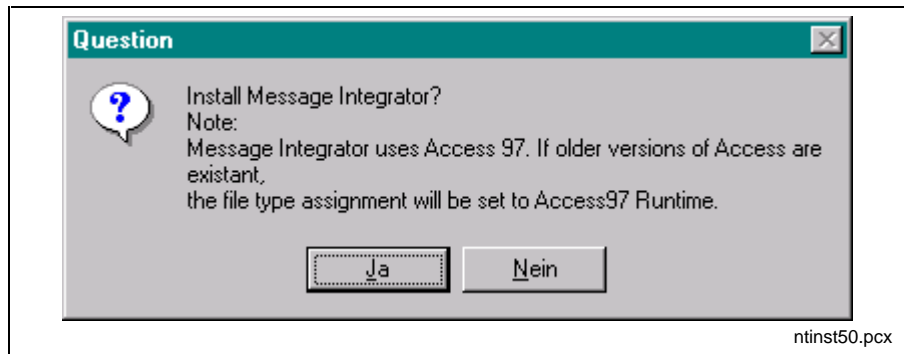 Question
?
Install Message Integrator?
Note:
Message Integrator uses Access 97. If older versions of Access are
existant,
the file type assignment will be set to Access97 Runtime.
Ja
Nein
ntinst50.pcx